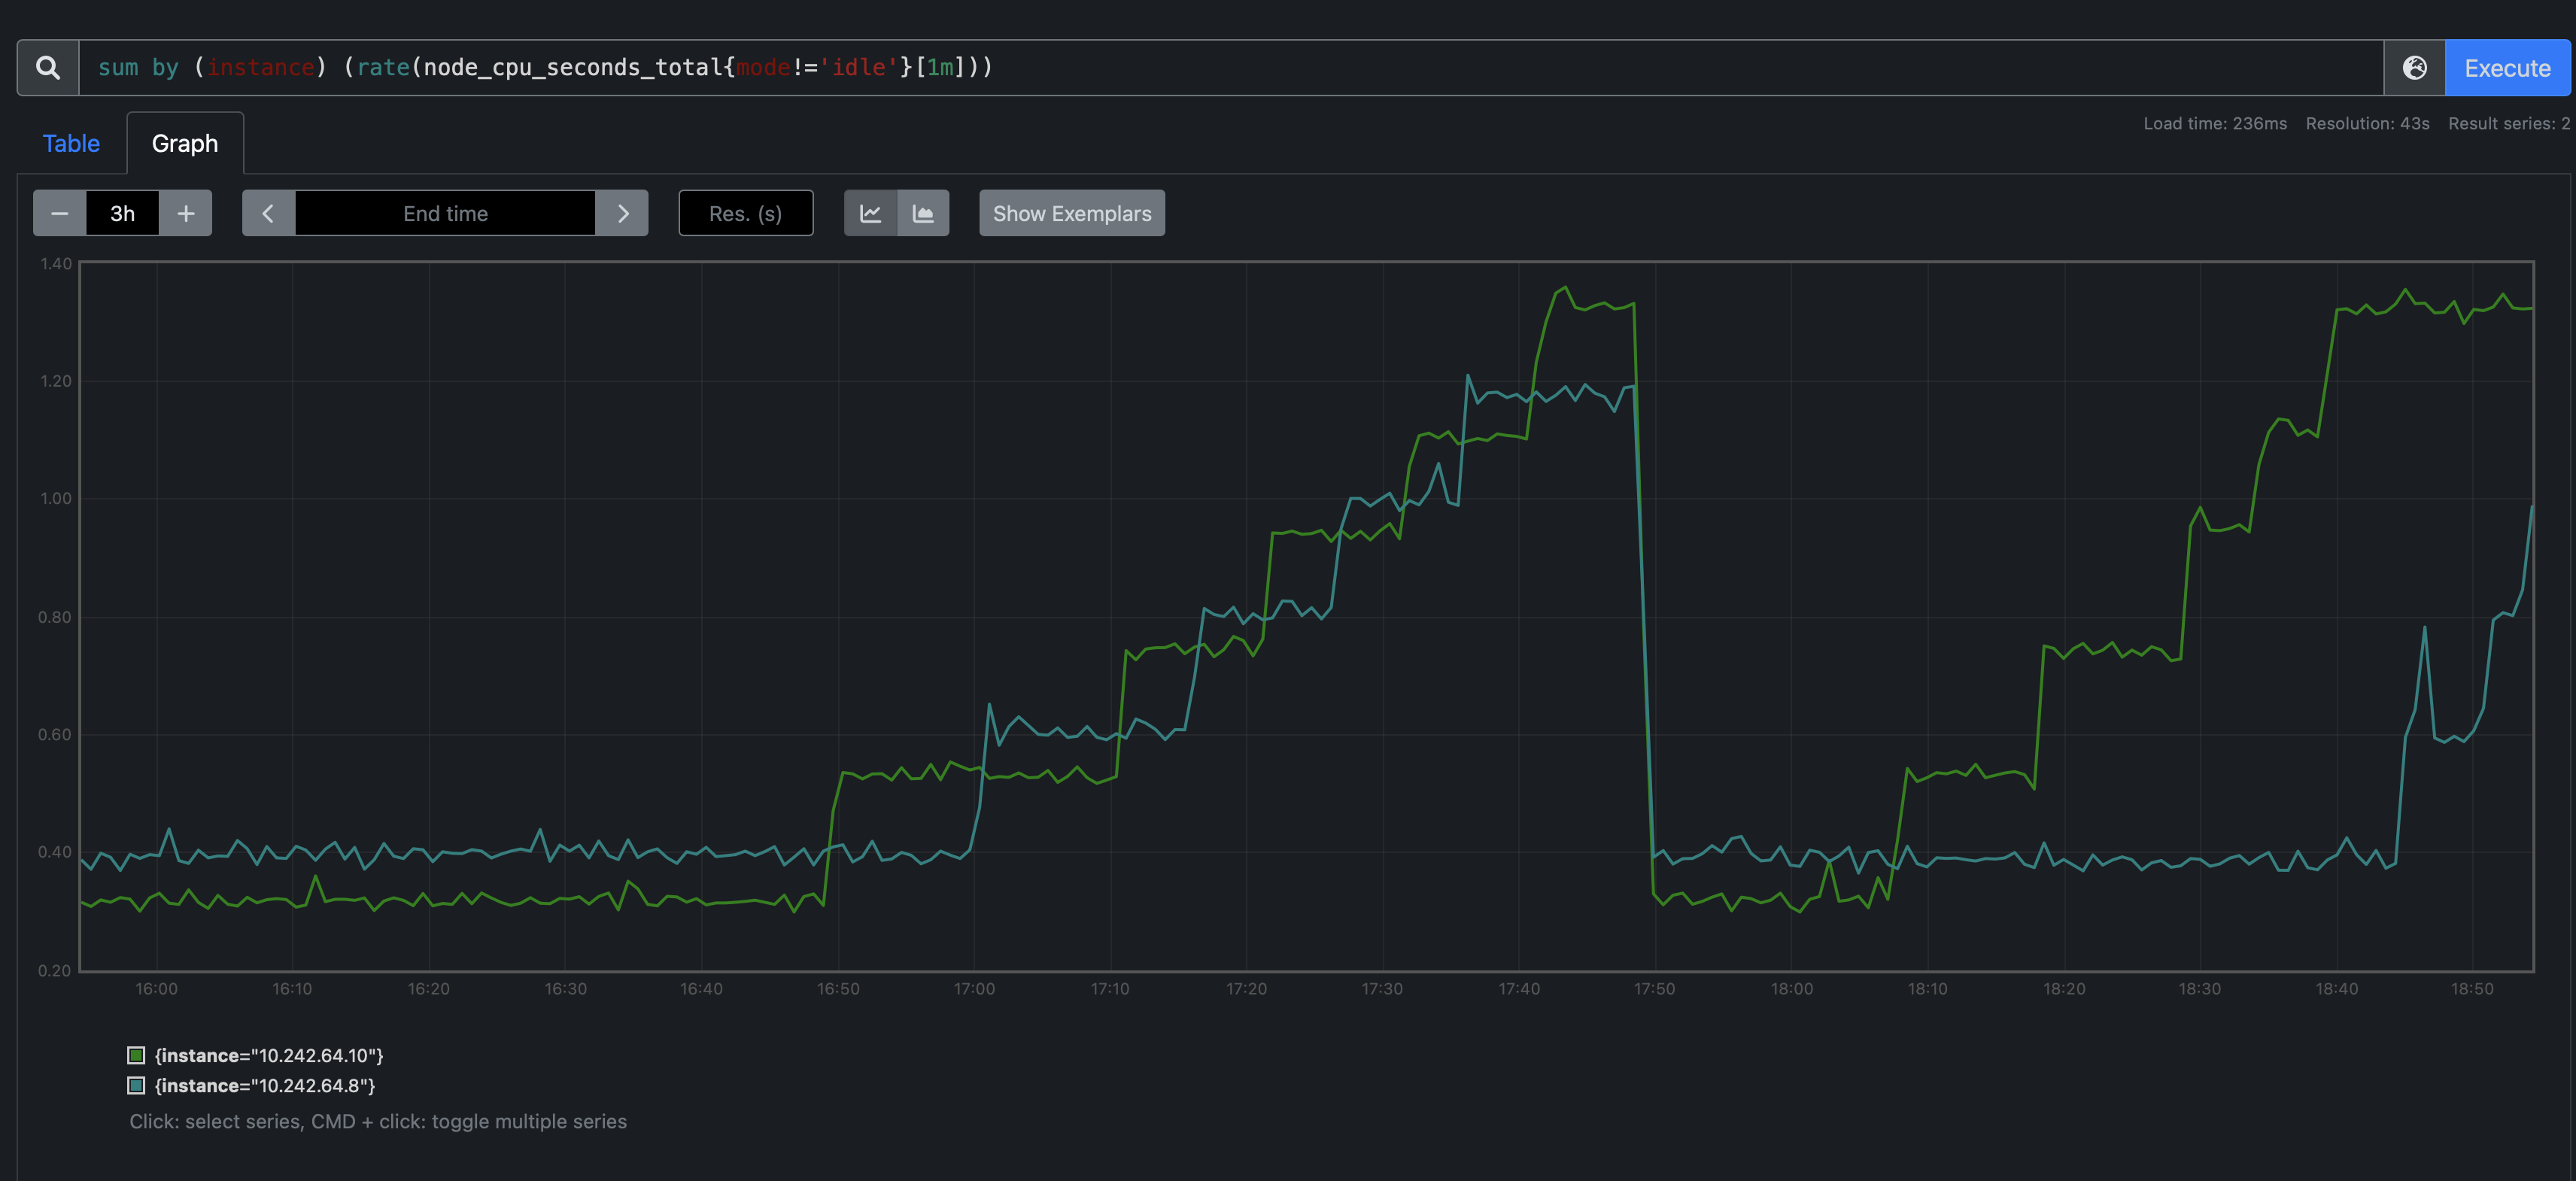 sum by (instance) (rate(node_cpu_seconds_total{mode!='idle'}[1m]))
Execute
Table
Graph
Load time: 236ms Resolution: 43s Result series: 2
3h
End time
Res. (s)
Show Exemplars
1.40
1.20
1.00
0.80
0.60
0.40
0.20
16:00 16:10 16:20 16:30 16:40 16:50 17:00 17:10 17:20 17:30 17:40 17:50 18:00 18:10 18:20 18:30 18:40 18:50
{instance="10.242.64.10"}
{instance="10.242.64.8"}
Click: select series, CMD + click: toggle multiple series